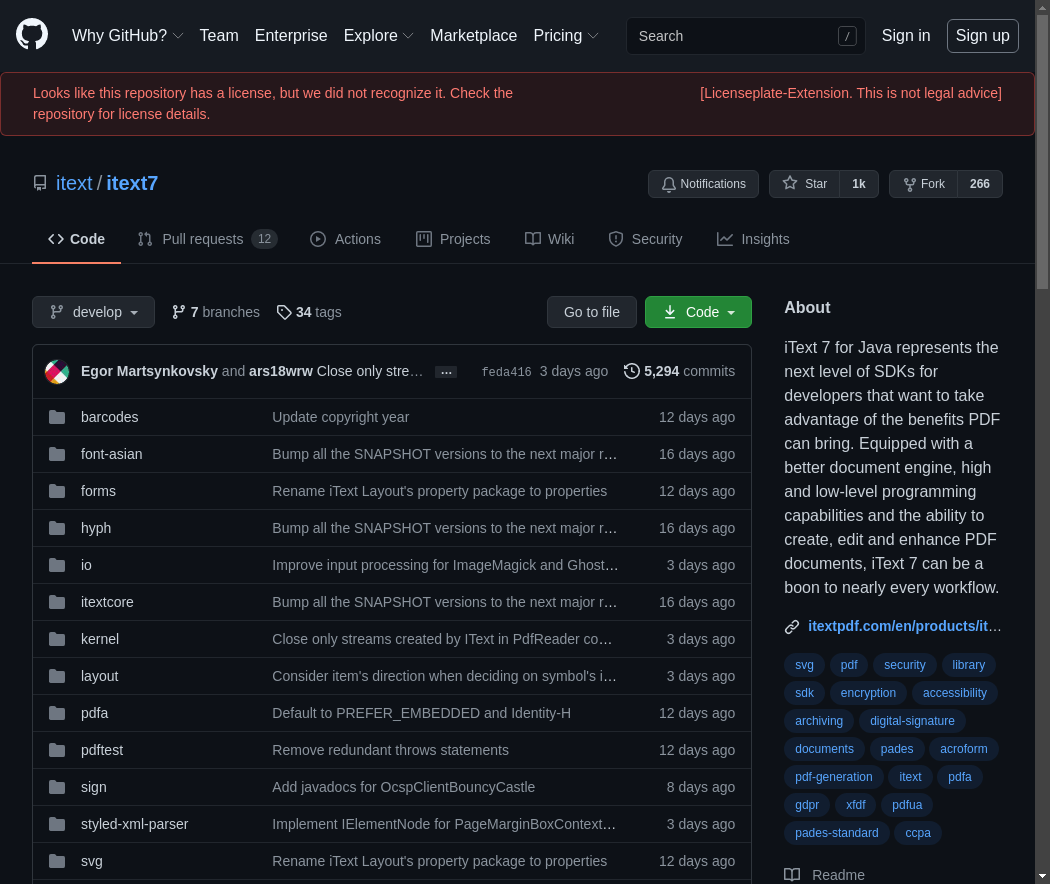 Why GitHub? Team Enterprise Explore Marketplace Pricing Search / Sign in Sign up
Looks like this repository has a license, but we did not recognize it. Check the repository for license details.
[Licenseplate-Extension. This is not legal advice]
itext / itext7
Notifications Star 1k Fork 266
Code Pull requests 12 Actions Projects Wiki Security Insights
develop 7 branches 34 tags Go to file Code
Egor Martsynkovsky and ars18wrw Close only stre… … feda416 3 days ago 5,294 commits
barcodes Update copyright year 12 days ago
font-asian Bump all the SNAPSHOT versions to the next major r… 16 days ago
forms Rename iText Layout's property package to properties 12 days ago
hyph Bump all the SNAPSHOT versions to the next major r… 16 days ago
io Improve input processing for ImageMagick and Ghost… 3 days ago
itextcore Bump all the SNAPSHOT versions to the next major r… 16 days ago
kernel Close only streams created by IText in PdfReader co… 3 days ago
layout Consider item's direction when deciding on symbol's i… 3 days ago
pdfa Default to PREFER_EMBEDDED and Identity-H 12 days ago
pdftest Remove redundant throws statements 12 days ago
sign Add javadocs for OcspClientBouncyCastle 8 days ago
styled-xml-parser Implement IElementNode for PageMarginBoxContext… 3 days ago
svg Rename iText Layout's property package to properties 12 days ago
About
iText 7 for Java represents the
next level of SDKs for
developers that want to take
advantage of the benefits PDF
can bring. Equipped with a
better document engine, high
and low-level programming
capabilities and the ability to
create, edit and enhance PDF
documents, iText 7 can be a
boon to nearly every workflow.
itextpdf.com/en/products/it…
svg pdf security library
sdk encryption accessibility
archiving digital-signature
documents pades acroform
pdf-generation itext pdfa
gdpr xfdf pdfua
pades-standard ccpa
Readme